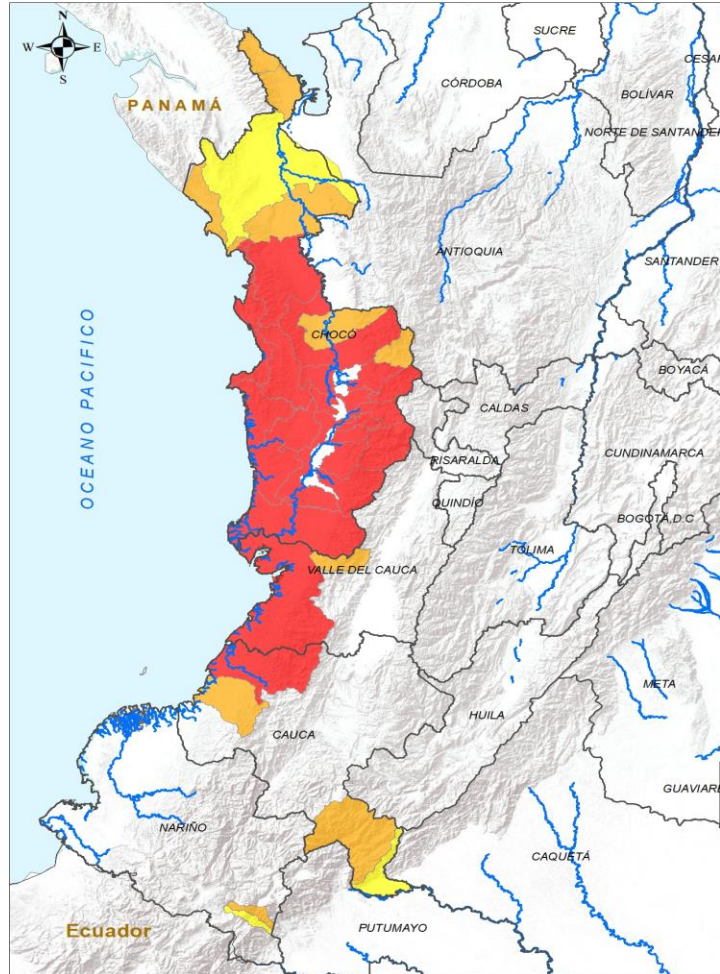 SUCRE
N
W E
S
CÓRDOBA
CESAR
BOLÍVAR
PANAMÁ
NORTE DE SANTANDER
ANTIOQUIA
SANTANDER
OCEANO PACIFICO
CHOCÓ
BOYACÁ
CALDAS
CUNDINAMARCA
RISARALDA
QUINDÍO
BOGOTÁ, D.C
TOLIMA
VALLE DEL CAUCA
META
HUILA
CAUCA
GUAVIARE
NARIÑO
CAQUETÁ
Ecuador
PUTUMAYO